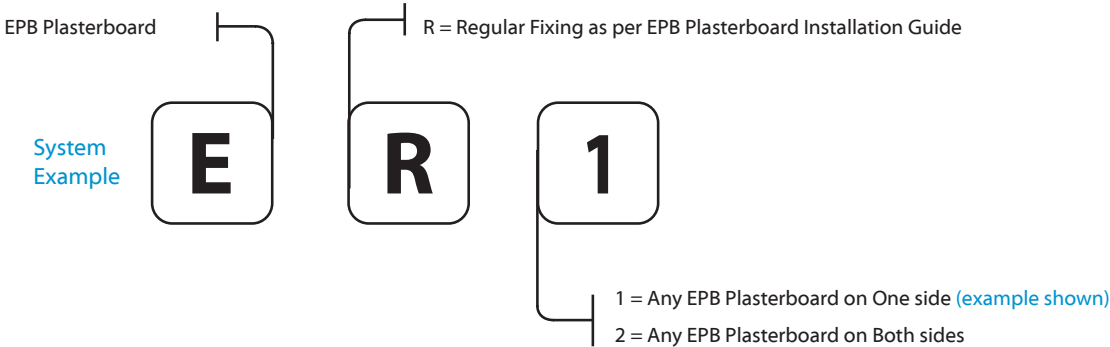 EPB Plasterboard
R = Regular Fixing as per EPB Plasterboard Installation Guide
System
Example
E R 1
1 = Any EPB Plasterboard on One side (example shown)
2 = Any EPB Plasterboard on Both sides